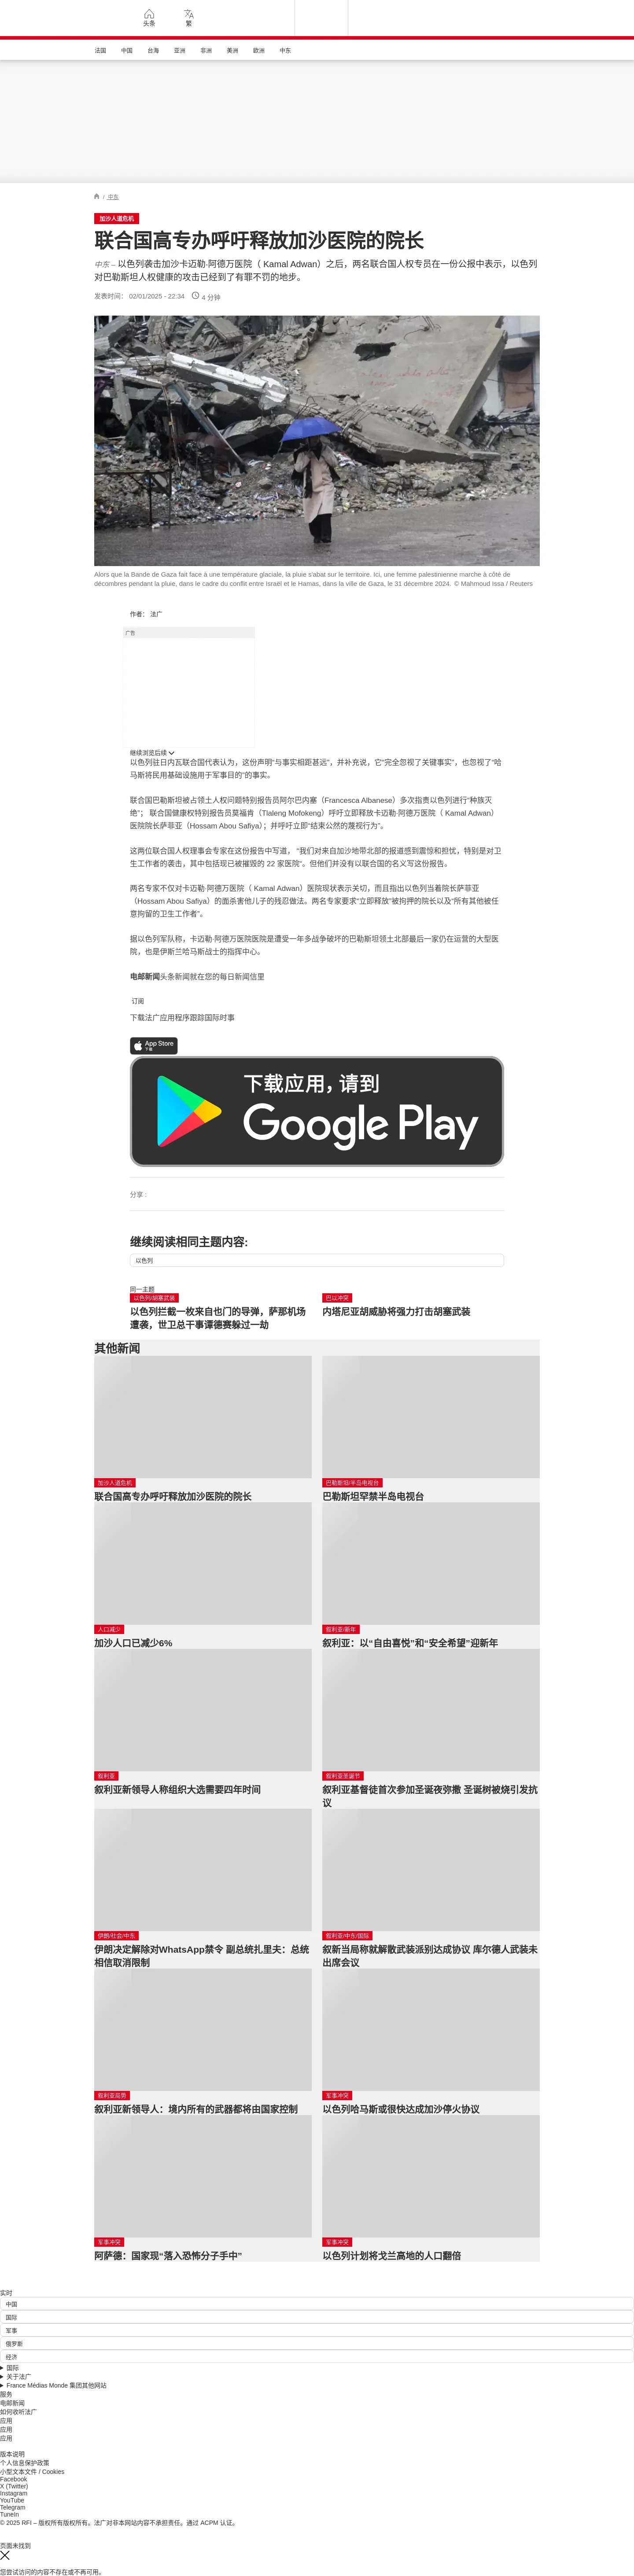 头条
繁
法国
中国
台海
亚洲
非洲
美洲
欧洲
中东
/ 中东
加沙人道危机
联合国高专办呼吁释放加沙医院的院长
中东 – 以色列袭击加沙卡迈勒·阿德万医院（ Kamal Adwan）之后，两名联合国人权专员在一份公报中表示，以色列
对巴勒斯坦人权健康的攻击已经到了有罪不罚的地步。
发表时间： 02/01/2025 - 22:34
4 分钟
Alors que la Bande de Gaza fait face à une température glaciale, la pluie s'abat sur le territoire. Ici, une femme palestinienne marche à côté de
décombres pendant la pluie, dans le cadre du conflit entre Israël et le Hamas, dans la ville de Gaza, le 31 décembre 2024. © Mahmoud Issa / Reuters
作者： 法广
广告
继续浏览后续
以色列驻日内瓦联合国代表认为，这份声明“与事实相距甚远”，并补充说，它“完全忽视了关键事实”，也忽视了“哈
马斯将民用基础设施用于军事目的”的事实。
联合国巴勒斯坦被占领土人权问题特别报告员阿尔巴内塞（Francesca Albanese）多次指责以色列进行“种族灭
绝”； 联合国健康权特别报告员莫福肯（Tlaleng Mofokeng）呼吁立即释放卡迈勒·阿德万医院（ Kamal Adwan）
医院院长萨菲亚（Hossam Abou Safiya）；并呼吁立即“结束公然的蔑视行为”。
这两位联合国人权理事会专家在这份报告中写道， “我们对来自加沙地带北部的报道感到震惊和担忧，特别是对卫
生工作者的袭击，其中包括现已被摧毁的 22 家医院”。但他们并没有以联合国的名义写这份报告。
两名专家不仅对卡迈勒·阿德万医院（ Kamal Adwan）医院现状表示关切，而且指出以色列当着院长萨菲亚
（Hossam Abou Safiya）的面杀害他儿子的残忍做法。两名专家要求“立即释放”被拘押的院长以及“所有其他被任
意拘留的卫生工作者”。
据以色列军队称，卡迈勒·阿德万医院医院是遭受一年多战争破坏的巴勒斯坦领土北部最后一家仍在运营的大型医
院，也是伊斯兰哈马斯战士的指挥中心。
电邮新闻头条新闻就在您的每日新闻信里
订阅
下载法广应用程序跟踪国际时事
App Store
下载
下载应用，请到
Google Play
分享 :
继续阅读相同主题内容:
以色列
同一主题
以色列/胡塞武装
以色列拦截一枚来自也门的导弹，萨那机场
遭袭，世卫总干事谭德赛躲过一劫
巴以冲突
内塔尼亚胡威胁将强力打击胡塞武装
其他新闻
加沙人道危机
联合国高专办呼吁释放加沙医院的院长
巴勒斯坦/半岛电视台
巴勒斯坦罕禁半岛电视台
人口减少
加沙人口已减少6%
叙利亚/新年
叙利亚：以“自由喜悦”和“安全希望”迎新年
叙利亚
叙利亚新领导人称组织大选需要四年时间
叙利亚圣诞节
叙利亚基督徒首次参加圣诞夜弥撒 圣诞树被烧引发抗
议
伊朗/社会/中东
伊朗决定解除对WhatsApp禁令 副总统扎里夫：总统
相信取消限制
叙利亚/中东/国际
叙新当局称就解散武装派别达成协议 库尔德人武装未
出席会议
叙利亚局势
叙利亚新领导人：境内所有的武器都将由国家控制
军事冲突
以色列哈马斯或很快达成加沙停火协议
军事冲突
阿萨德：国家现“落入恐怖分子手中”
军事冲突
以色列计划将戈兰高地的人口翻倍
实时
中国
国际
军事
俄罗斯
经济
国际
关于法广
France Médias Monde 集团其他网站
服务
电邮新闻
如何收听法广
应用
应用
应用
版本说明
个人信息保护政策
小型文本文件 / Cookies
Facebook
X (Twitter)
Instagram
YouTube
Telegram
TuneIn
© 2025 RFI – 版权所有版权所有。法广对非本网站内容不承担责任。通过 ACPM 认证。
页面未找到
您尝试访问的内容不存在或不再可用。